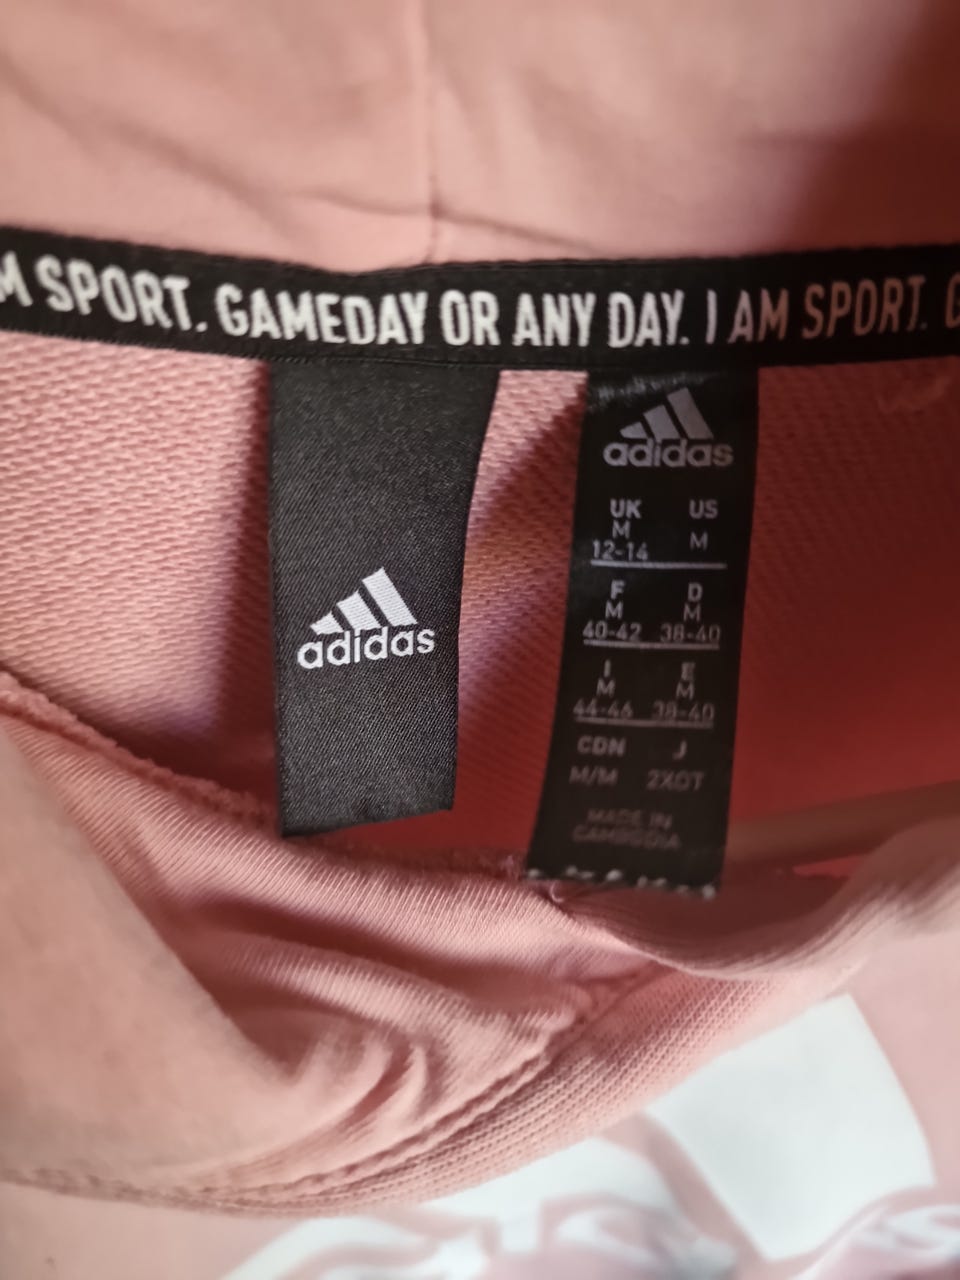 M SPORT. GAMEDAY OR ANY DAY. I AM SPORT. G
adidas
adidas
UK US
M M
12-14
F D
M M
40-42 38-40
I E
M M
44-46 38-40
CDN J
M/M 2XOT
MADE IN
CAMBODIA